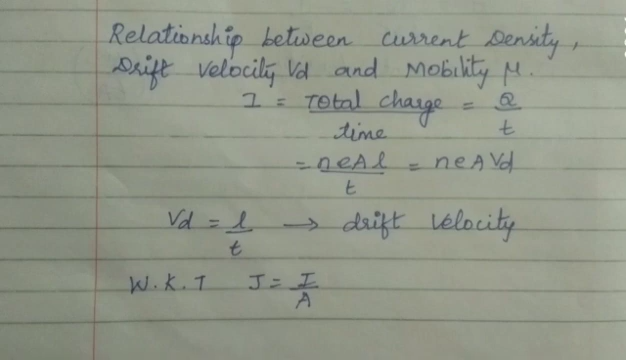 Relationship between current Density,
Drift velocity Vd and Mobility μ.
I = Total charge / time = Q / t
= neAl / t = neAVd
Vd = l / t → drift velocity
W.K.T J = I / A